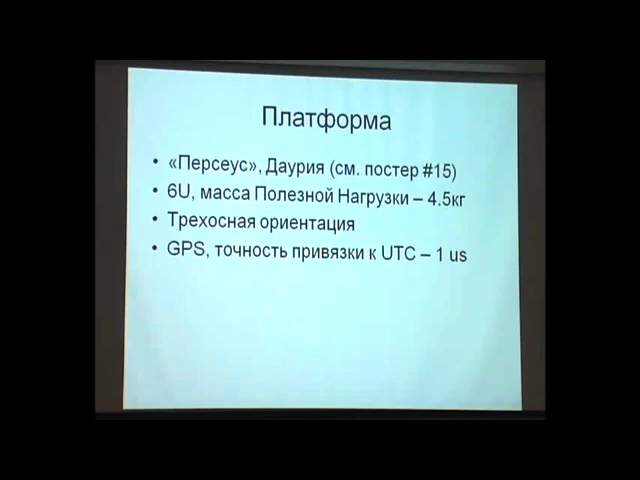 Платформа
• «Персеус», Даурия (см. постер #15)
• 6U, масса Полезной Нагрузки – 4.5кг
• Трехосная ориентация
• GPS, точность привязки к UTC – 1 us